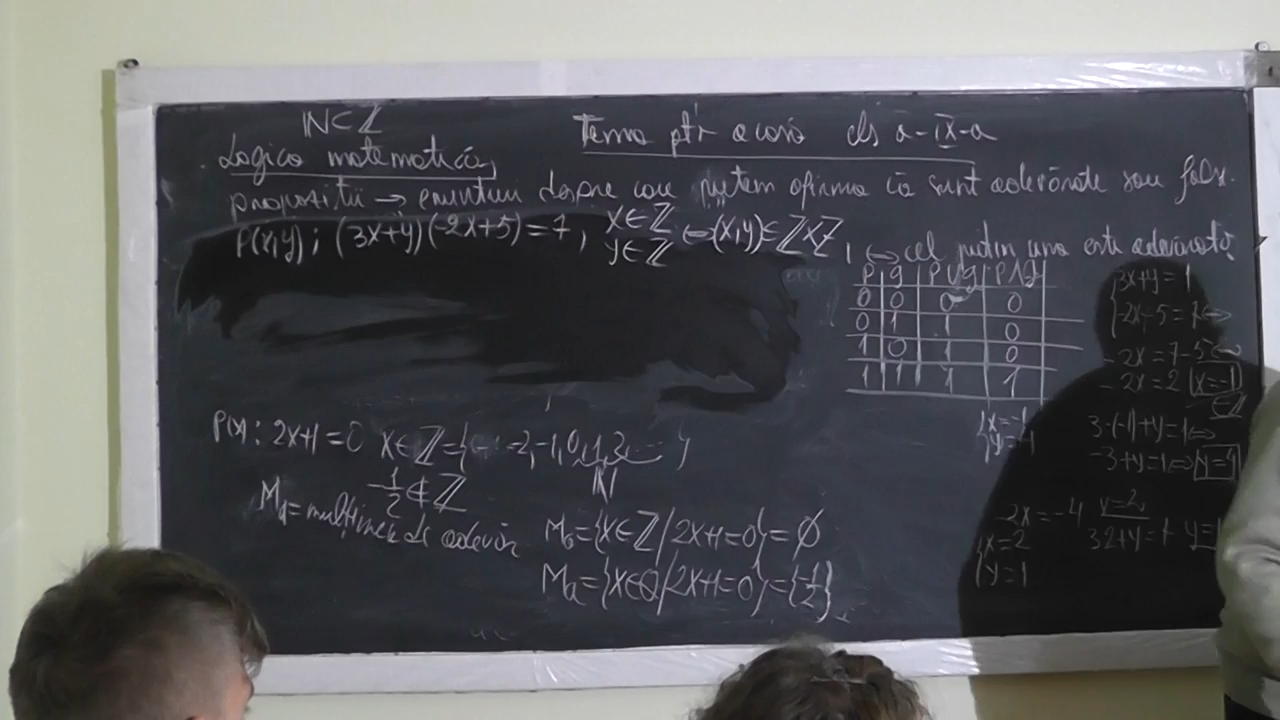 ℕ⊂ℤ
Tema ptr acasă cls a-IX-a
Logica matematică
propoziții → enunțuri despre care putem afirma că sunt adevărate sau false.
P(x,y): (3x+y)(-2x+5)=7, x∈ℤ y∈ℤ ↔ (x,y)∈ℤ×ℤ
↔ cel puțin una este adevărată
p q p∨q p∧q
0 0 0 0
0 1 1 0
1 0 1 0
1 1 1 1
3x+y=1
-2x+5=7 ⇔
-2x=7-5 ⇔
-2x=2 x=-1
∈ℤ
x=-1
3·(-1)+y=1 ⇔
-3+y=1 ⇔ y=4
P(x): 2x+1=0 x∈ℤ={ -2,-1,0,1,2, }
ℕ
-1/2∉ℤ
Ma=mulțimea de adevăr
Ma={x∈ℤ/2x+1=0}=∅
Ma={x∈ℚ/2x+1=0}={-1/2}
-2x=-4 x=2
x=2
y=1